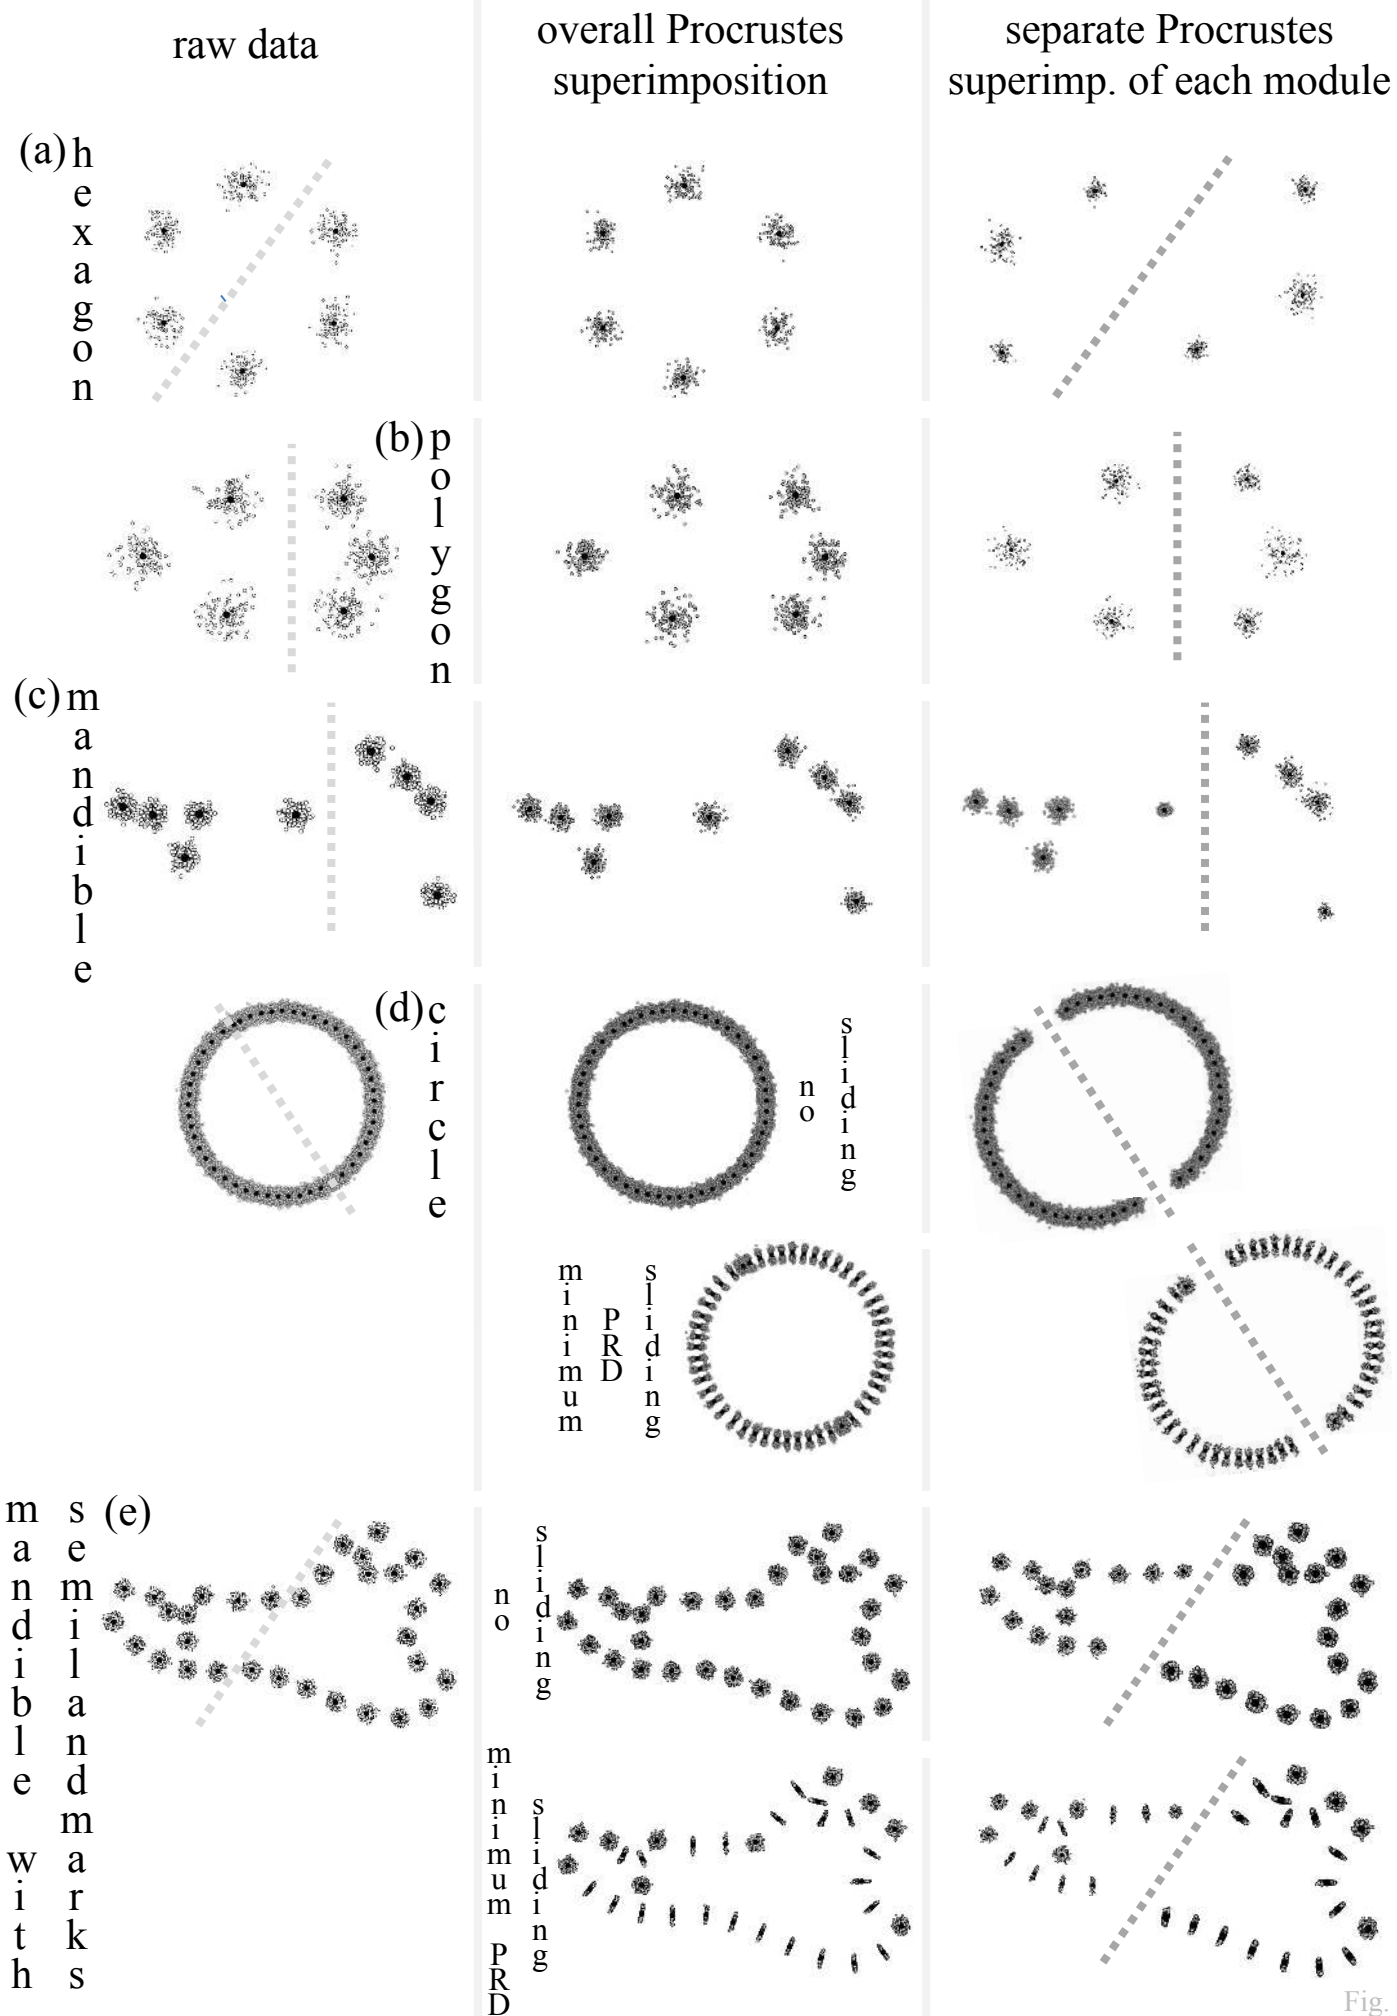 raw data
overall Procrustes
superimposition
separate Procrustes
superimp. of each module
(a) hexagon
(b) polygon
(c) mandible
(d) circle
no sliding
minimum PRD sliding
(e)
mandible with semilandmarks
no sliding
minimum PRD sliding
Fig.